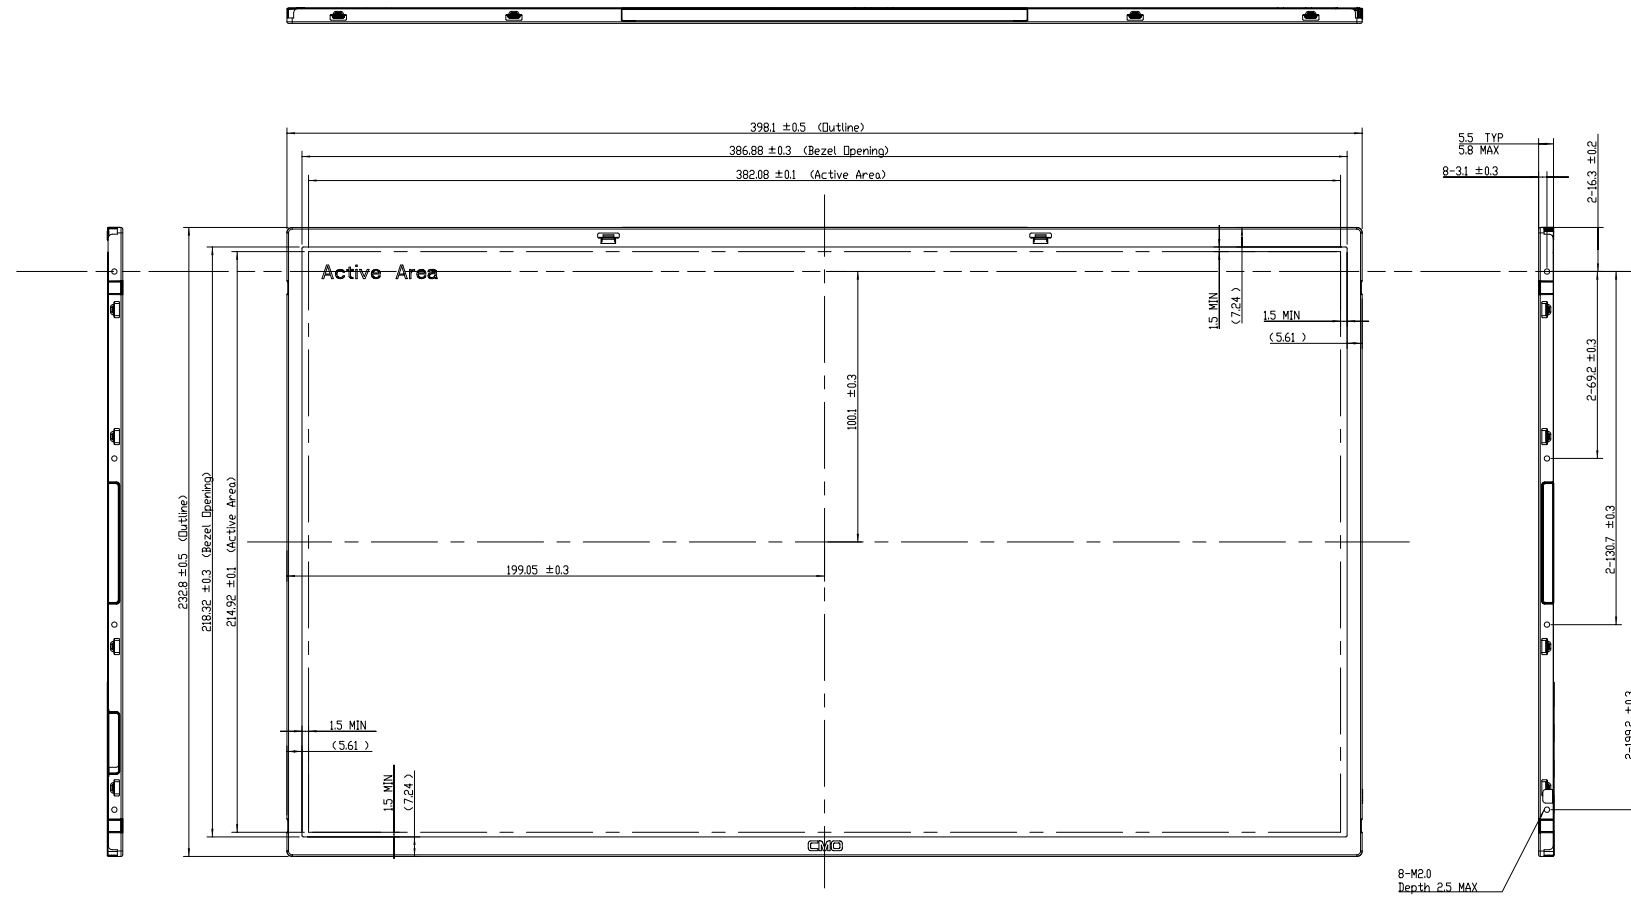 398.1 ±0.5 (Outline)
386.88 ±0.3 (Bezel Opening)
382.08 ±0.1 (Active Area)
5.5 TYP
5.8 MAX
8-3.1 ±0.3
2-16.3 ±0.2
Active Area
1.5 MIN
(7.24)
1.5 MIN
(5.61)
100.1 ±0.3
2-69.2 ±0.3
232.8 ±0.5 (Outline)
218.32 ±0.3 (Bezel Opening)
214.92 ±0.1 (Active Area)
2-130.7 ±0.3
199.05 ±0.3
2-199.2 ±0.3
1.5 MIN
(5.61)
1.5 MIN
(7.24)
CMO
8-M2.0
Depth 2.5 MAX